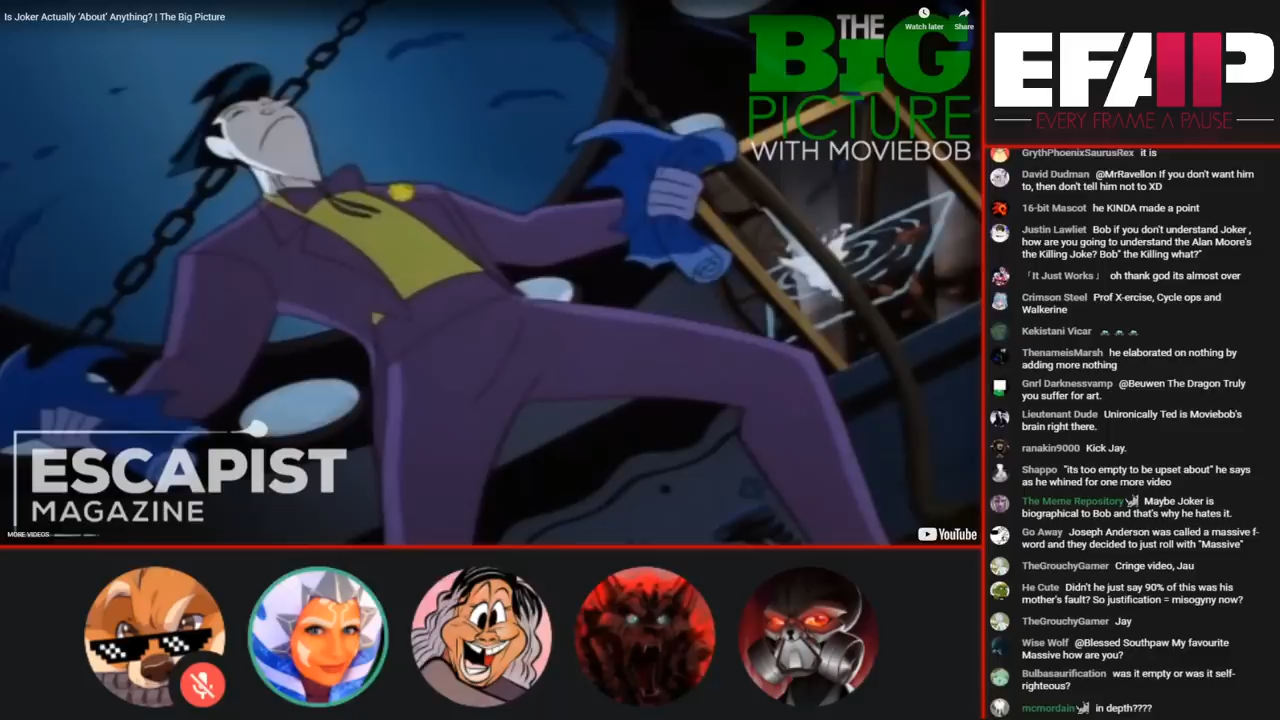 Is Joker Actually 'About' Anything? | The Big Picture
Watch later
Share
THE
BiG
PICTURE
WITH MOVIEBOB
ESCAPIST
MAGAZINE
MORE VIDEOS
YouTube
EFAP
EVERY FRAME A PAUSE
GrythPhoenixSaurusRex it is
David Dudman @MrRavellon If you don't want him
to, then don't tell him not to XD
16-bit Mascot he KINDA made a point
Justin Lawliet Bob if you don't understand Joker ,
how are you going to understand the Alan Moore's
the Killing Joke? Bob" the Killing what?"
「It Just Works」 oh thank god its almost over
Crimson Steel Prof X-ercise, Cycle ops and
Walkerine
Kekistani Vicar
ThenameisMarsh he elaborated on nothing by
adding more nothing
Gnrl Darknessvamp @Beuwen The Dragon Truly
you suffer for art.
Lieutenant Dude Unironically Ted is Moviebob's
brain right there.
ranakin9000 Kick Jay.
Shappo "its too empty to be upset about" he says
as he whined for one more video
The Meme Repository Maybe Joker is
biographical to Bob and that's why he hates it.
Go Away Joseph Anderson was called a massive f-
word and they decided to just roll with "Massive"
TheGrouchyGamer Cringe video, Jau
He Cute Didn't he just say 90% of this was his
mother's fault? So justification = misogyny now?
TheGrouchyGamer Jay
Wise Wolf @Blessed Southpaw My favourite
Massive how are you?
Bulbasaurification was it empty or was it self-
righteous?
mcmordain in depth????